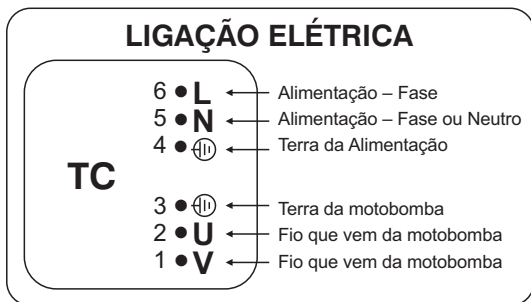 LIGAÇÃO ELÉTRICA
TC
6 L Alimentação – Fase
5 N Alimentação – Fase ou Neutro
4 Terra da Alimentação
3 Terra da motobomba
2 U Fio que vem da motobomba
1 V Fio que vem da motobomba